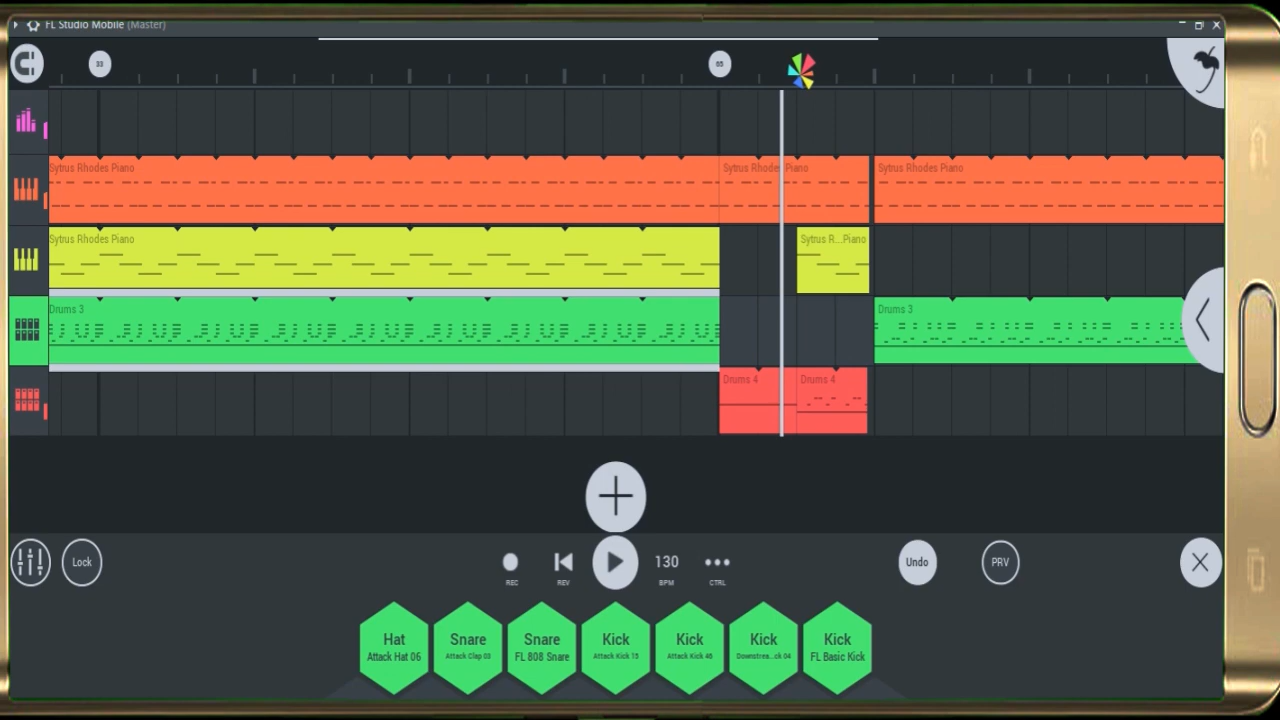 FL Studio Mobile (Master)
33
65
Sytrus Rhodes Piano
Sytrus Rhodes Piano
Sytrus Rhodes Piano
Sytrus Rhodes Piano
Sytrus R...Piano
Drums 3
Drums 3
Drums 4
Drums 4
Lock
130
Undo
PRV
REC
REV
BPM
CTRL
Hat
Snare
Snare
Kick
Kick
Kick
Kick
Attack Hat 06
Attack Clap 03
FL 808 Snare
Attack Kick 15
Attack Kick 46
Downstrea...ck 04
FL Basic Kick